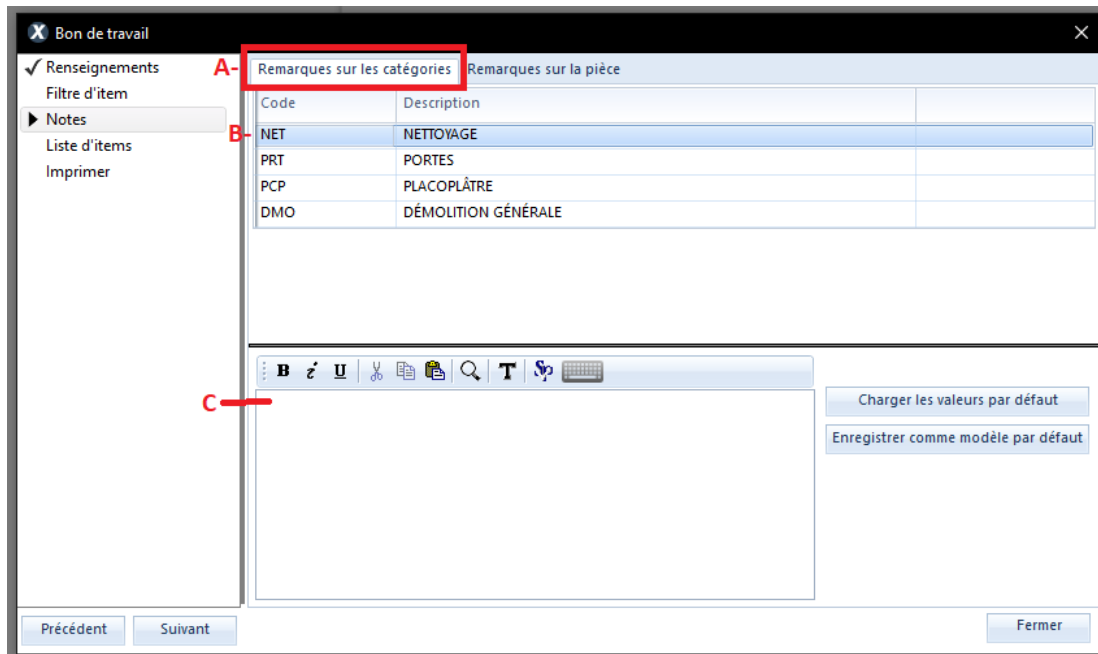 Bon de travail
Renseignements
Filtre d'item
Notes
Liste d'items
Imprimer
A-
Remarques sur les catégories Remarques sur la pièce
Code Description
B-
NET NETTOYAGE
PRT PORTES
PCP PLACOPLÂTRE
DMO DÉMOLITION GÉNÉRALE
B i U T Sp
C
Charger les valeurs par défaut
Enregistrer comme modèle par défaut
Précédent Suivant
Fermer